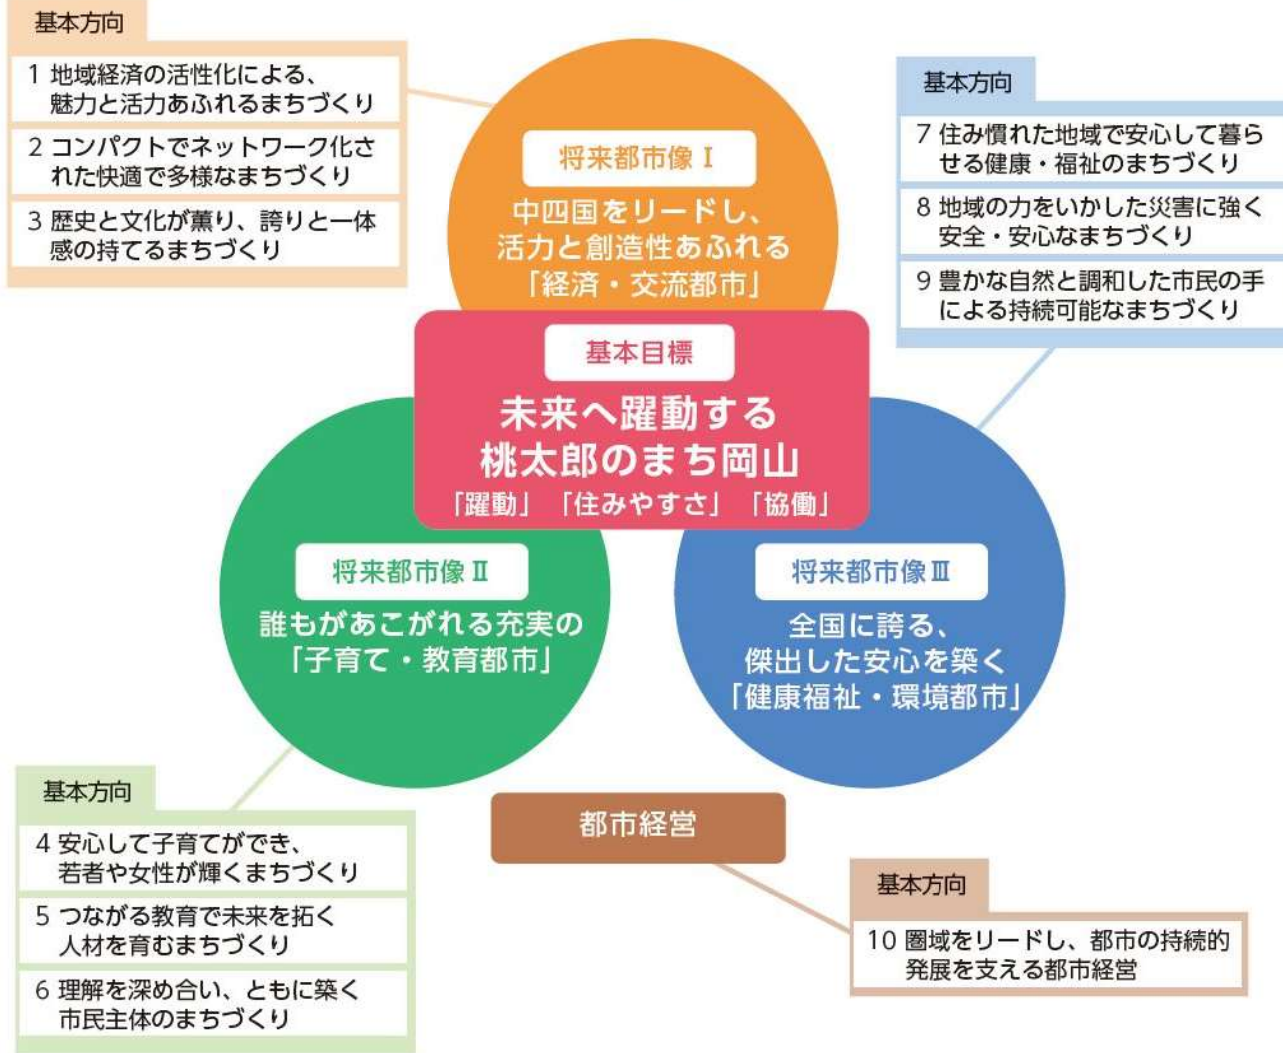 基本方向
1 地域経済の活性化による、
魅力と活力あふれるまちづくり
2 コンパクトでネットワーク化さ
れた快適で多様なまちづくり
3 歴史と文化が薫り、誇りと一体
感の持てるまちづくり
将来都市像Ⅰ
中四国をリードし、
活力と創造性あふれる
「経済・交流都市」
基本方向
7 住み慣れた地域で安心して暮ら
せる健康・福祉のまちづくり
8 地域の力をいかした災害に強く
安全・安心なまちづくり
9 豊かな自然と調和した市民の手
による持続可能なまちづくり
基本目標
未来へ躍動する
桃太郎のまち岡山
「躍動」「住みやすさ」「協働」
将来都市像Ⅱ
誰もがあこがれる充実の
「子育て・教育都市」
将来都市像Ⅲ
全国に誇る、
傑出した安心を築く
「健康福祉・環境都市」
基本方向
4 安心して子育てができ、
若者や女性が輝くまちづくり
5 つながる教育で未来を拓く
人材を育むまちづくり
6 理解を深め合い、ともに築く
市民主体のまちづくり
都市経営
基本方向
10 圏域をリードし、都市の持続的
発展を支える都市経営